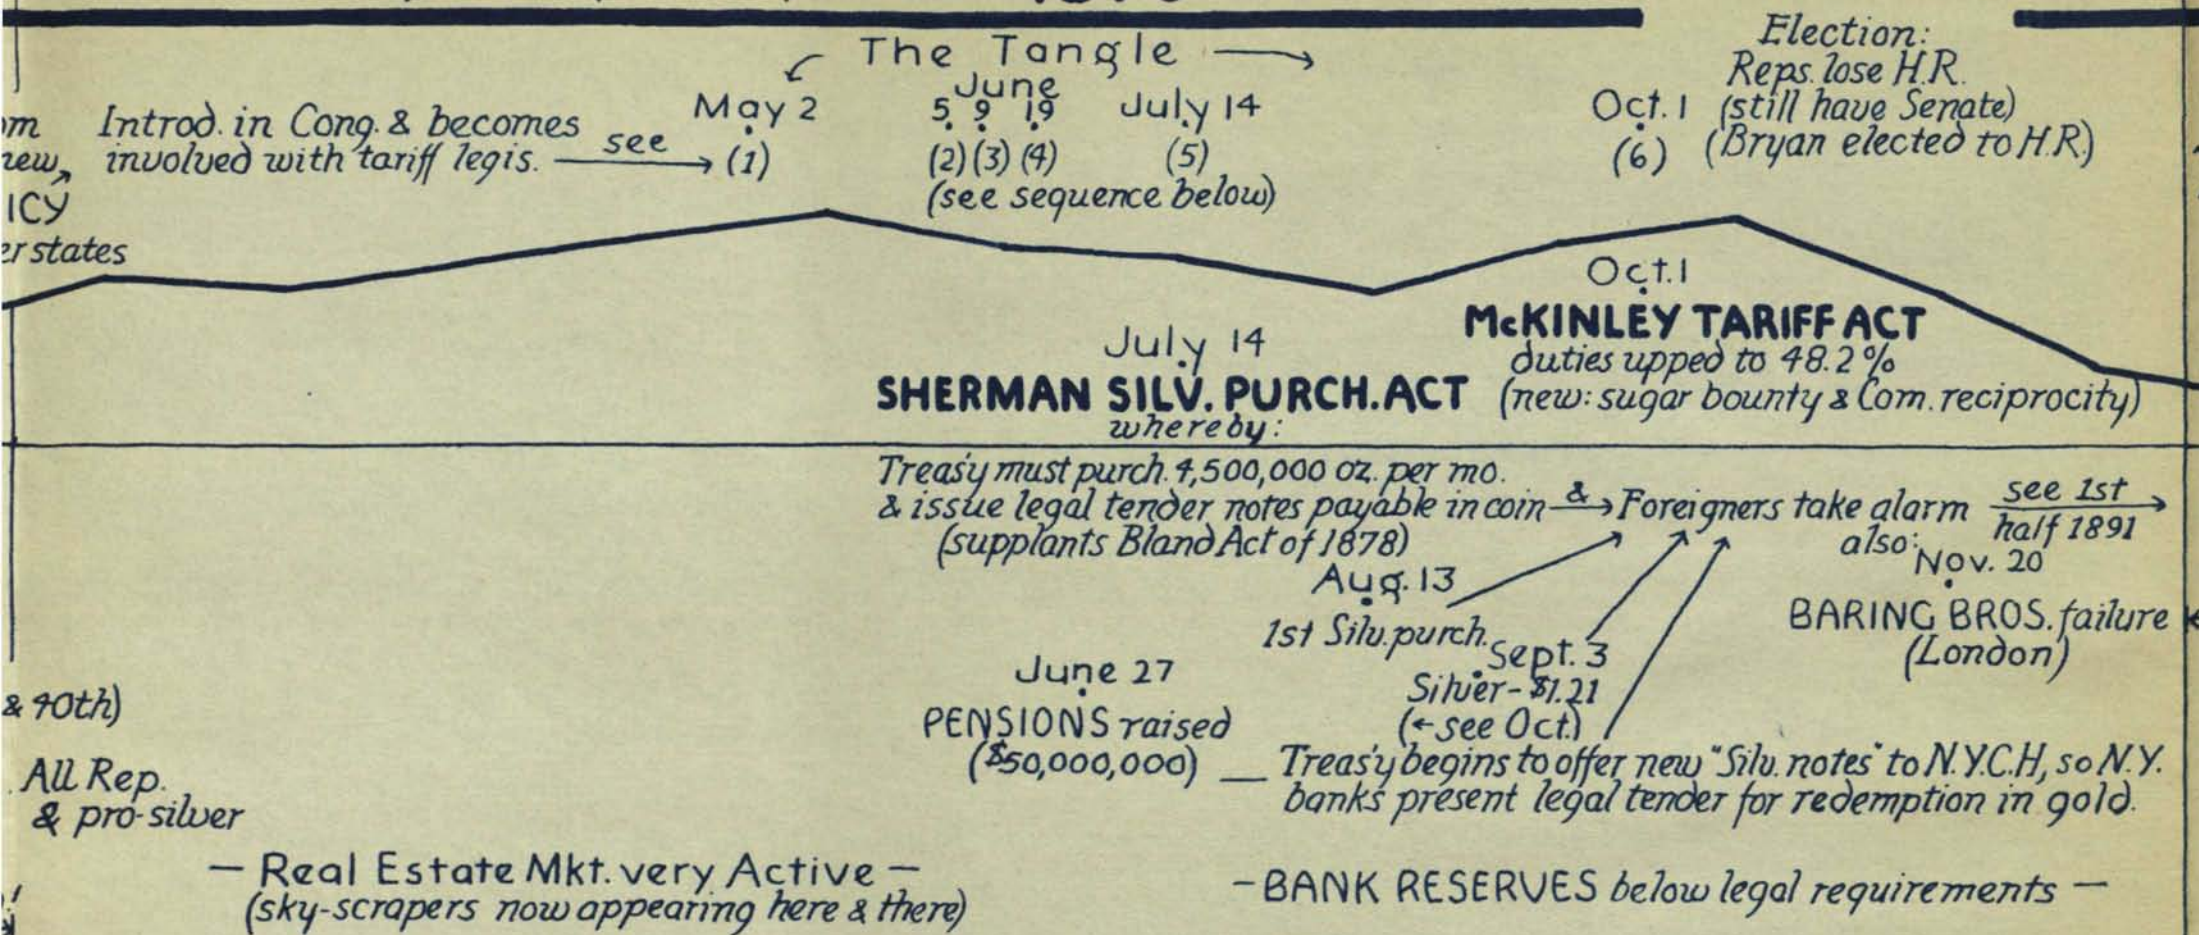 The Tangle
Election:
Reps. lose H.R.
(still have Senate)
(Bryan elected to H.R.)
Introd. in Cong. & becomes
involved with tariff legis.
see
May 2
(1)
June
5 9 19
(2) (3) (4)
July 14
(5)
(see sequence below)
Oct. 1
(6)
er states
Oct. 1
McKINLEY TARIFF ACT
duties upped to 48.2%
(new: sugar bounty & Com. reciprocity)
July 14
SHERMAN SILV. PURCH. ACT
whereby:
Treas'y must purch. 4,500,000 oz. per mo.
& issue legal tender notes payable in coin & → Foreigners take alarm
(supplants Bland Act of 1878)
see 1st
half 1891
also:
Nov. 20
BARING BROS. failure
(London)
Aug. 13
1st Silv. purch.
Sept. 3
Silver - $1.21
(← see Oct.)
June 27
PENSIONS raised
($50,000,000)
Treas'y begins to offer new "Silv. notes" to N.Y.C.H, so N.Y.
banks present legal tender for redemption in gold.
& 40th)
All Rep.
& pro-silver
— Real Estate Mkt. very Active —
(sky-scrapers now appearing here & there)
- BANK RESERVES below legal requirements —